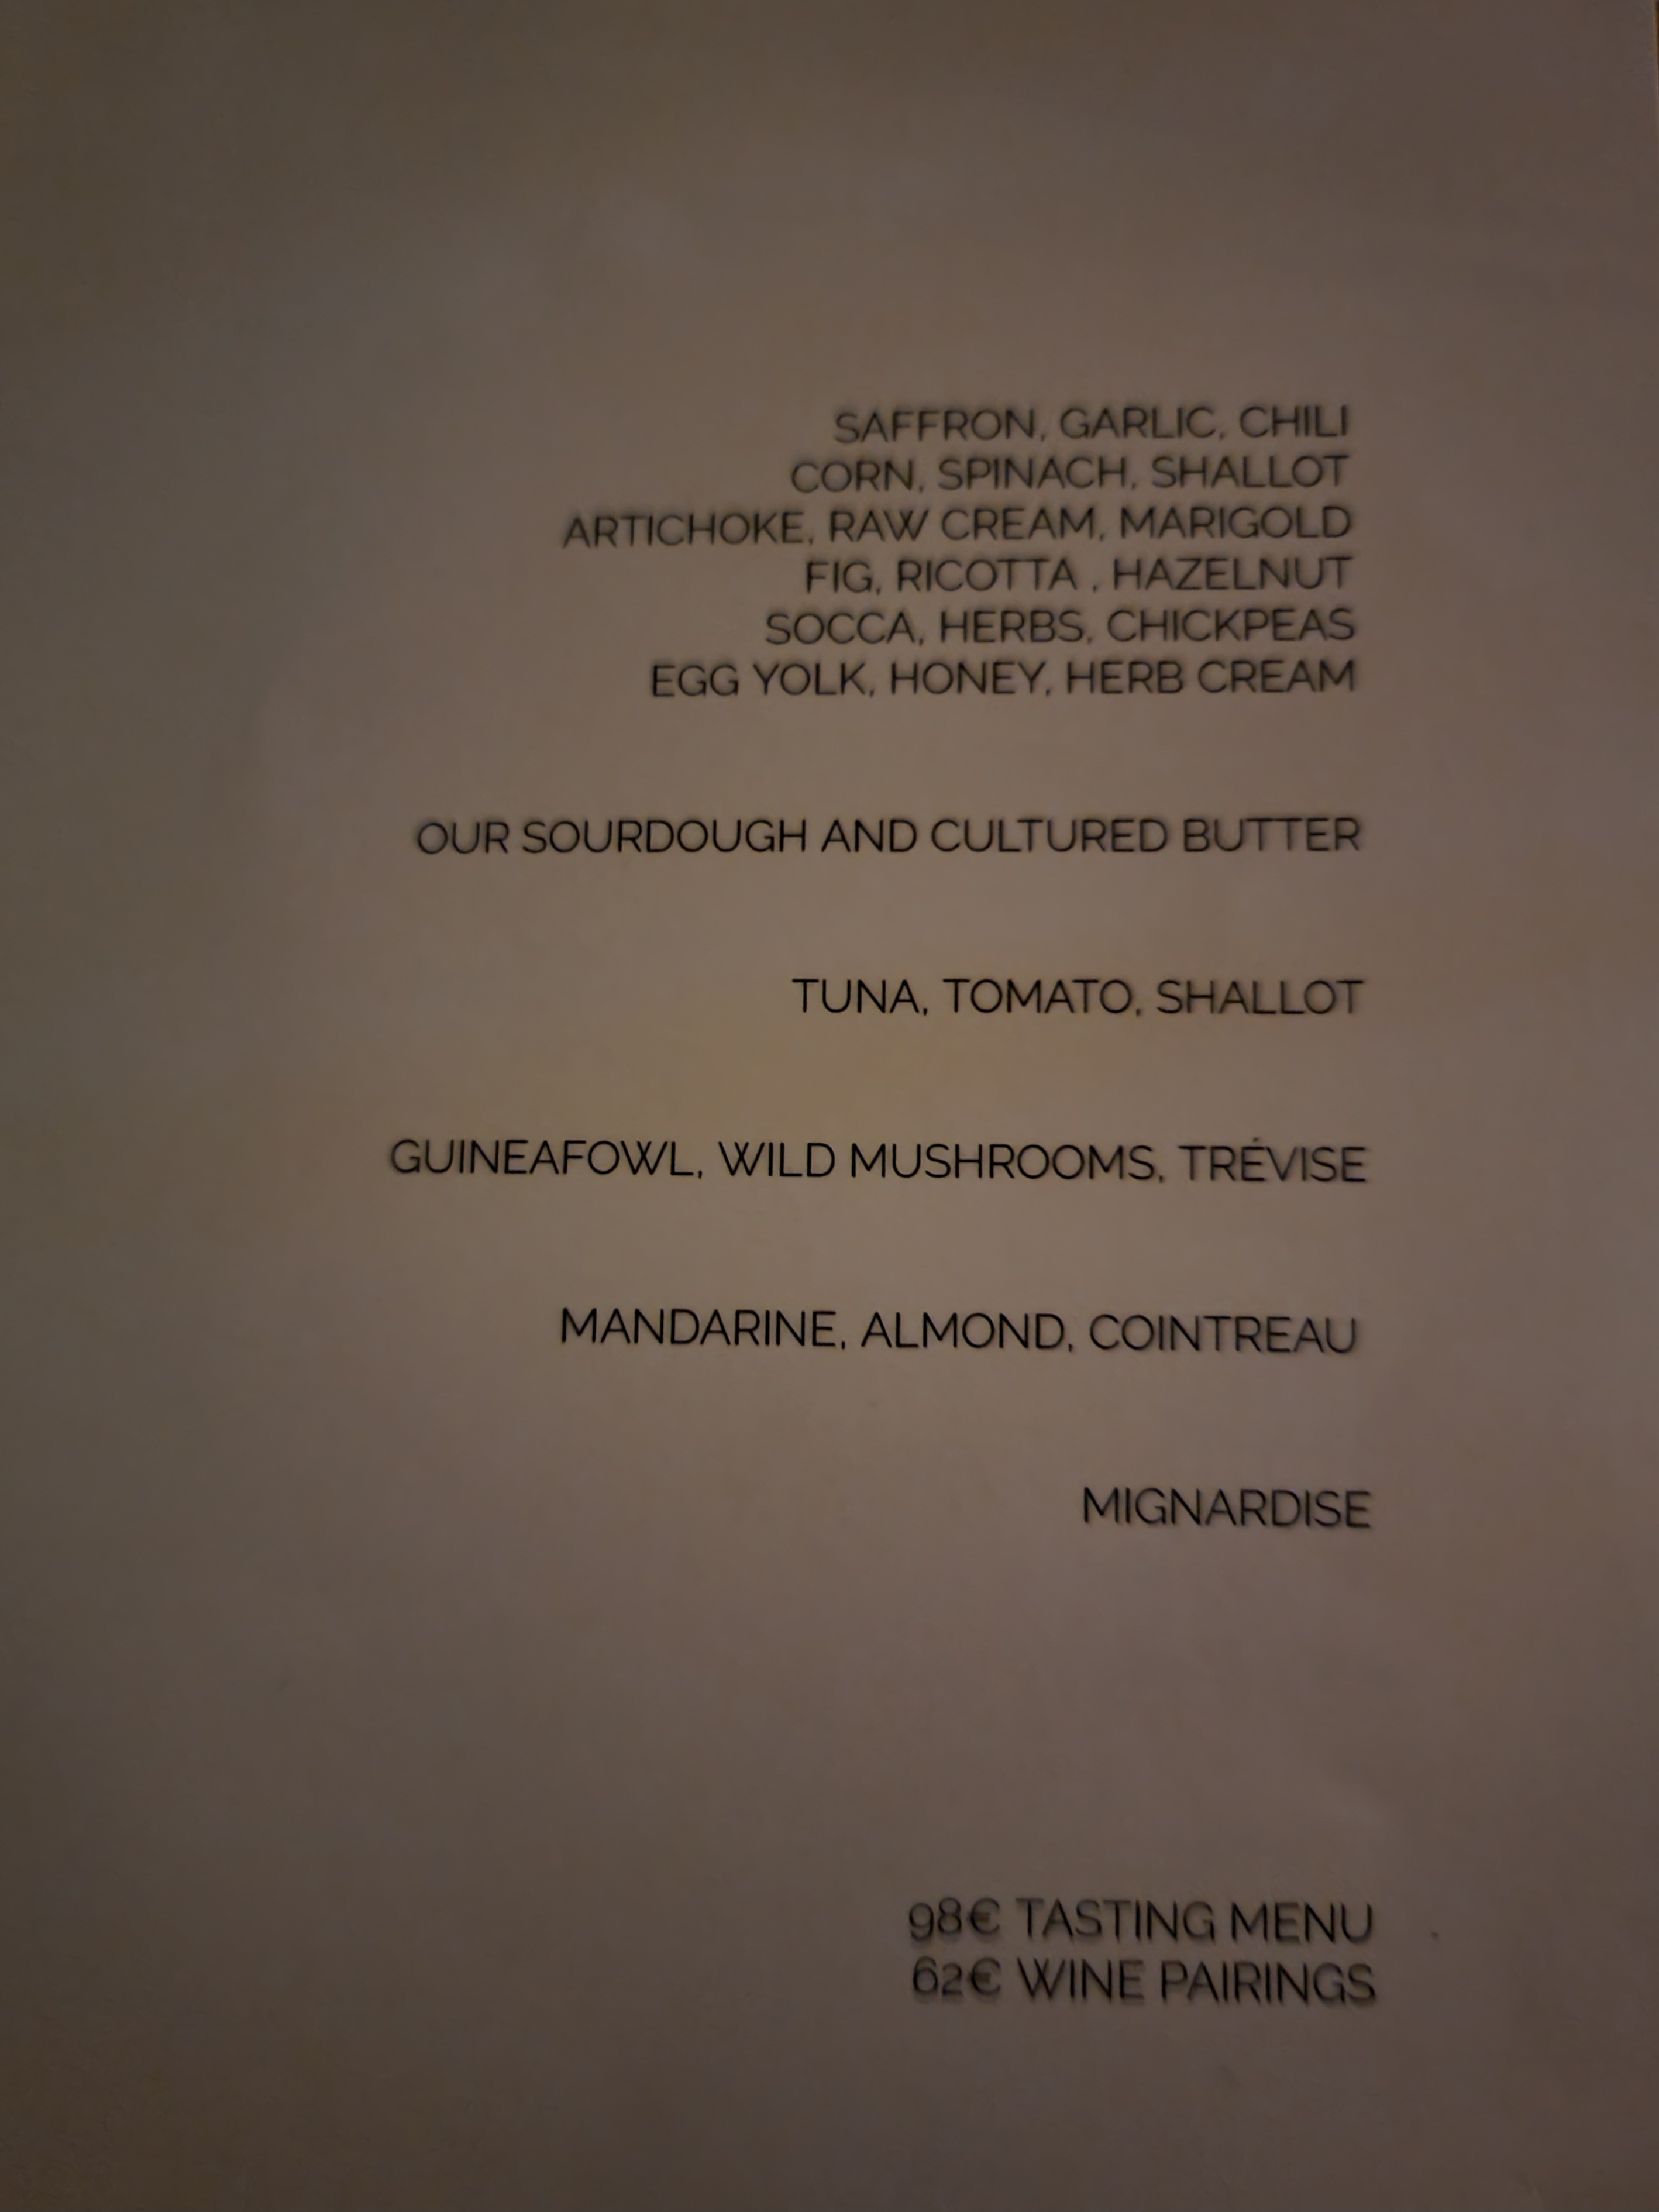 SAFFRON, GARLIC, CHILI
CORN, SPINACH, SHALLOT
ARTICHOKE, RAW CREAM, MARIGOLD
FIG, RICOTTA , HAZELNUT
SOCCA, HERBS, CHICKPEAS
EGG YOLK, HONEY, HERB CREAM
OUR SOURDOUGH AND CULTURED BUTTER
TUNA, TOMATO, SHALLOT
GUINEAFOWL, WILD MUSHROOMS, TRÉVISE
MANDARINE, ALMOND, COINTREAU
MIGNARDISE
98€ TASTING MENU
62€ WINE PAIRINGS